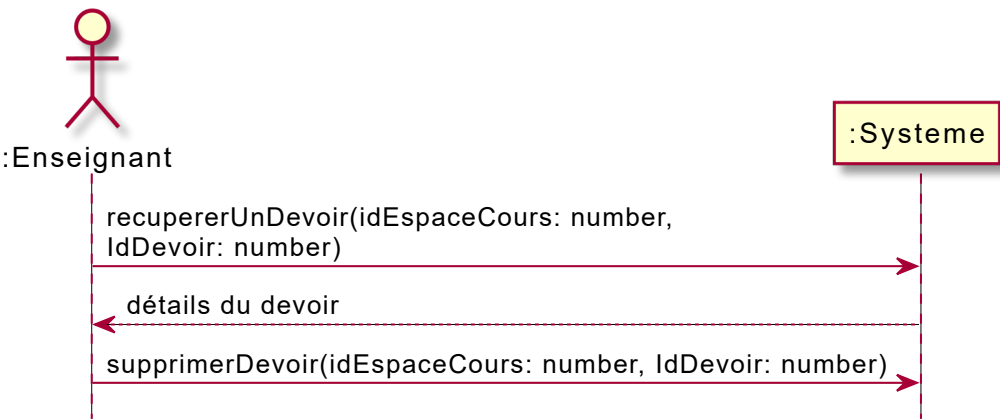 :Enseignant
:Systeme
recupererUnDevoir(idEspaceCours: number,
IdDevoir: number)
détails du devoir
supprimerDevoir(idEspaceCours: number, IdDevoir: number)